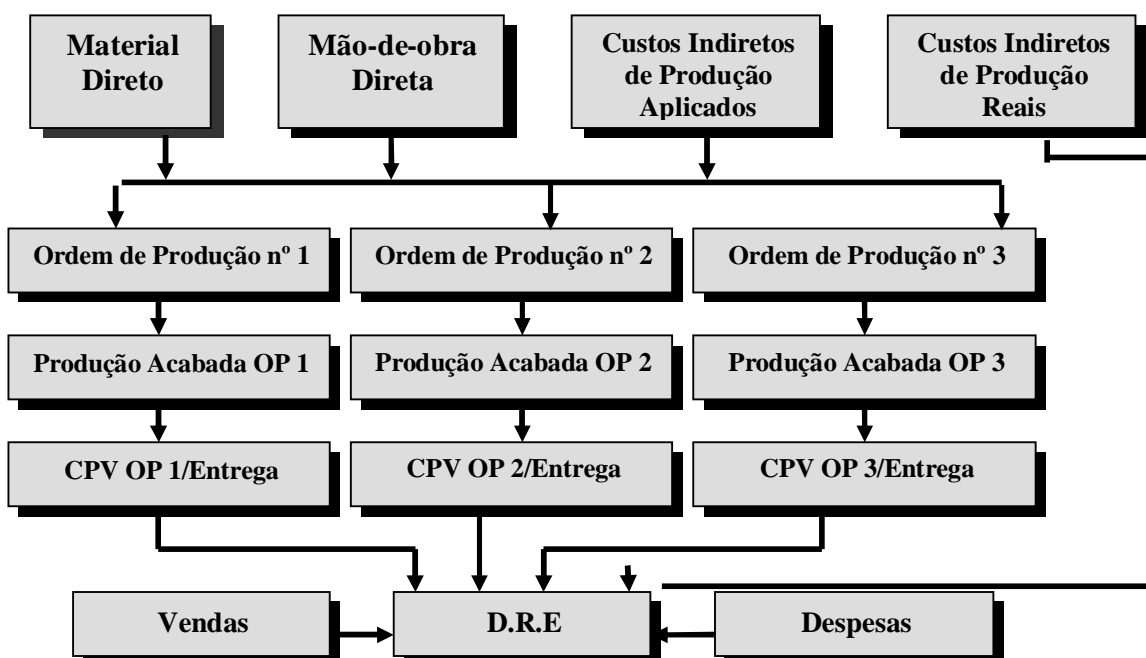 Material
Direto
Mão-de-obra
Direta
Custos Indiretos
de Produção
Aplicados
Custos Indiretos
de Produção
Reais
Ordem de Produção nº 1
Ordem de Produção nº 2
Ordem de Produção nº 3
Produção Acabada OP 1
Produção Acabada OP 2
Produção Acabada OP 3
CPV OP 1/Entrega
CPV OP 2/Entrega
CPV OP 3/Entrega
Vendas
D.R.E
Despesas